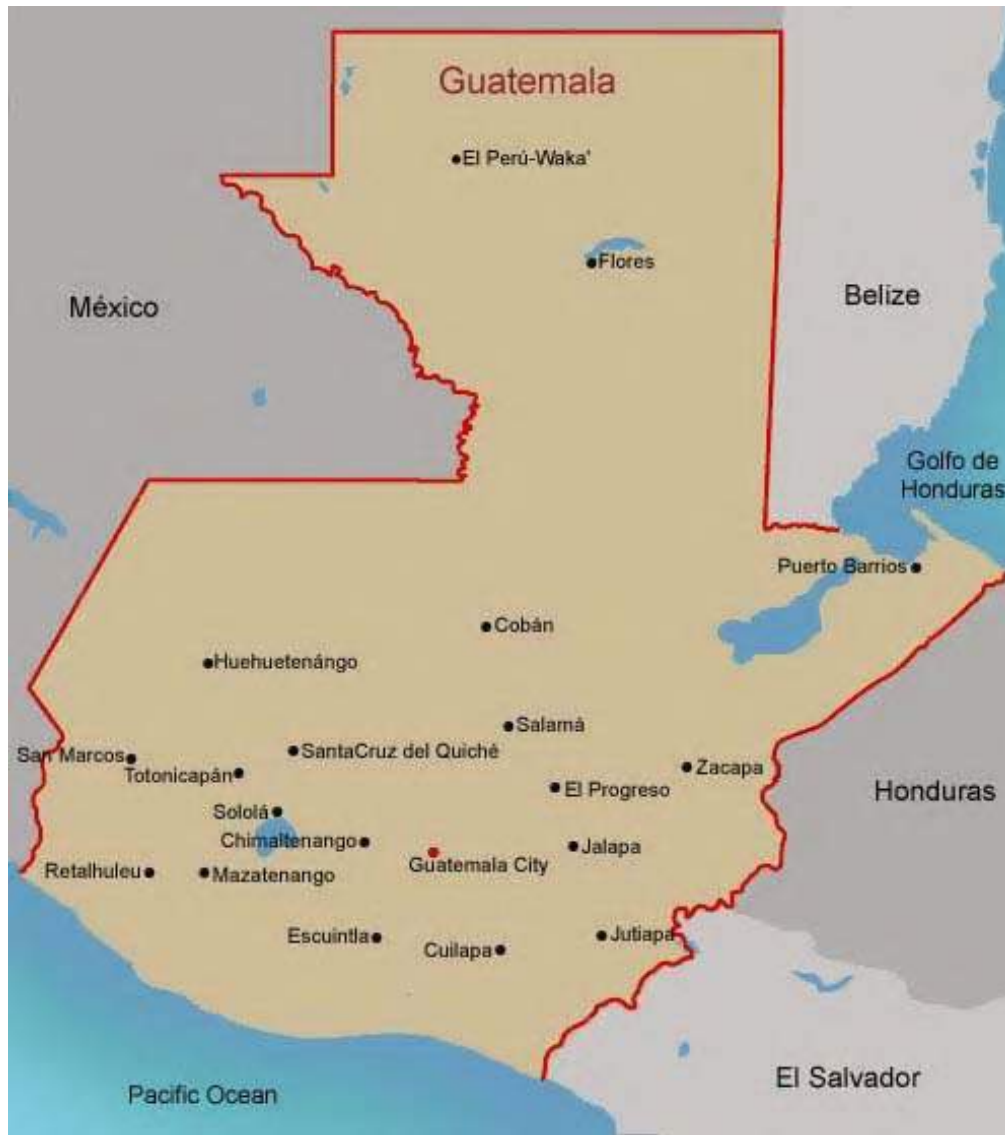 Guatemala
El Perú-Waka'
Flores
México
Belize
Golfo de
Honduras
Puerto Barrios
Cobán
Huehuetenángo
Salamá
San Marcos
SantaCruz del Quiché
Totonicapán
Zacapa
El Progreso
Honduras
Sololá
Chimaltenango
Jalapa
Guatemala City
Retalhuleu
Mazatenango
Escuintla
Cuilapa
Jutiapa
El Salvador
Pacific Ocean